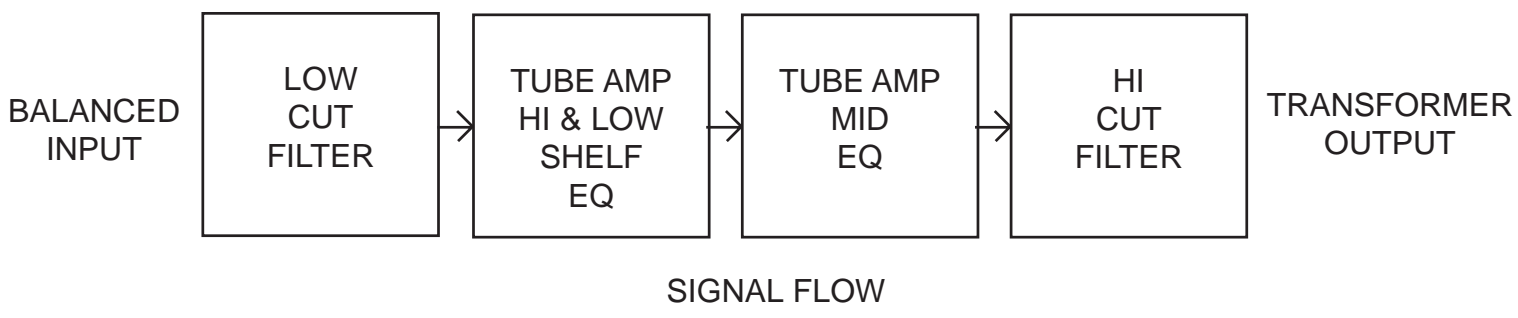 BALANCED
INPUT
LOW
CUT
FILTER
TUBE AMP
HI & LOW
SHELF
EQ
TUBE AMP
MID
EQ
HI
CUT
FILTER
TRANSFORMER
OUTPUT
SIGNAL FLOW